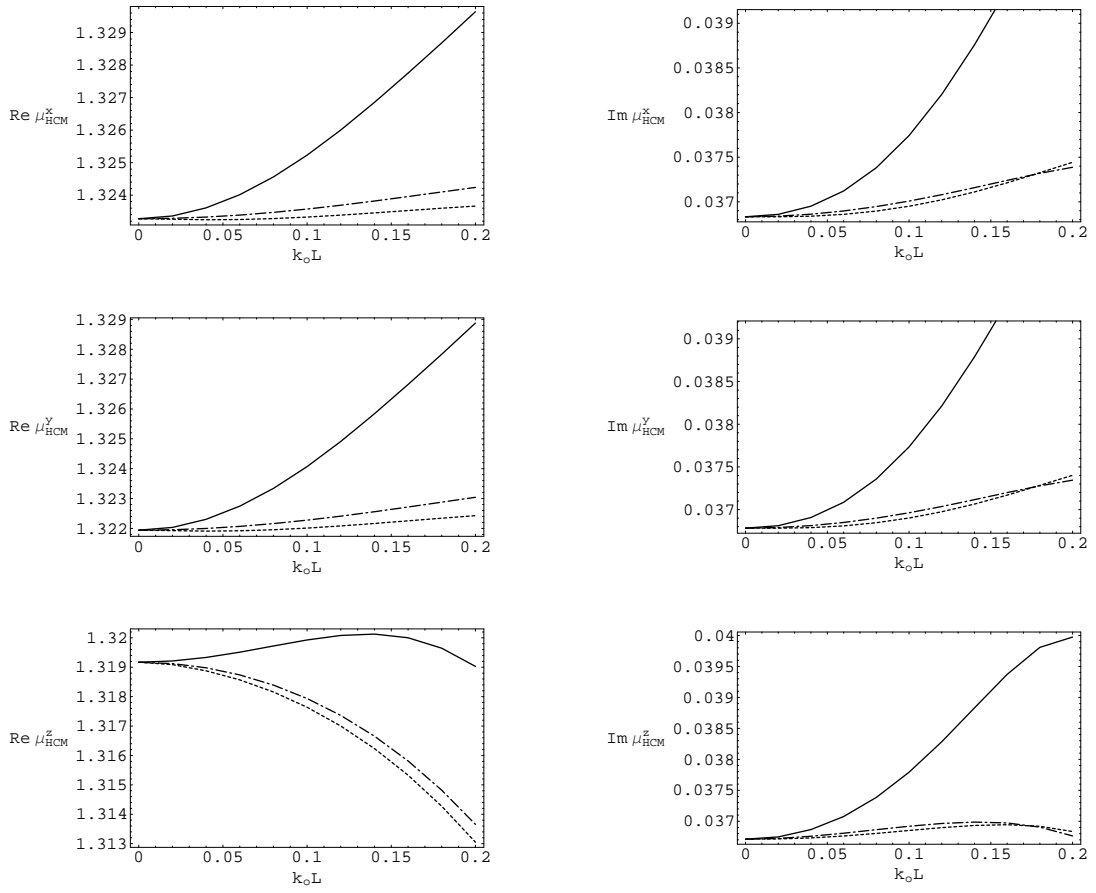 1.329
1.328
1.327
1.326
1.325
1.324
Re μ^x_HCM
0 0.05 0.1 0.15 0.2
k_oL
0.039
0.0385
0.038
0.0375
0.037
Im μ^x_HCM
0 0.05 0.1 0.15 0.2
k_oL
1.329
1.328
1.327
1.326
1.325
1.324
1.323
1.322
Re μ^y_HCM
0 0.05 0.1 0.15 0.2
k_oL
0.039
0.0385
0.038
0.0375
0.037
Im μ^y_HCM
0 0.05 0.1 0.15 0.2
k_oL
1.32
1.319
1.318
1.317
1.316
1.315
1.314
1.313
Re μ^z_HCM
0 0.05 0.1 0.15 0.2
k_oL
0.04
0.0395
0.039
0.0385
0.038
0.0375
0.037
Im μ^z_HCM
0 0.05 0.1 0.15 0.2
k_oL